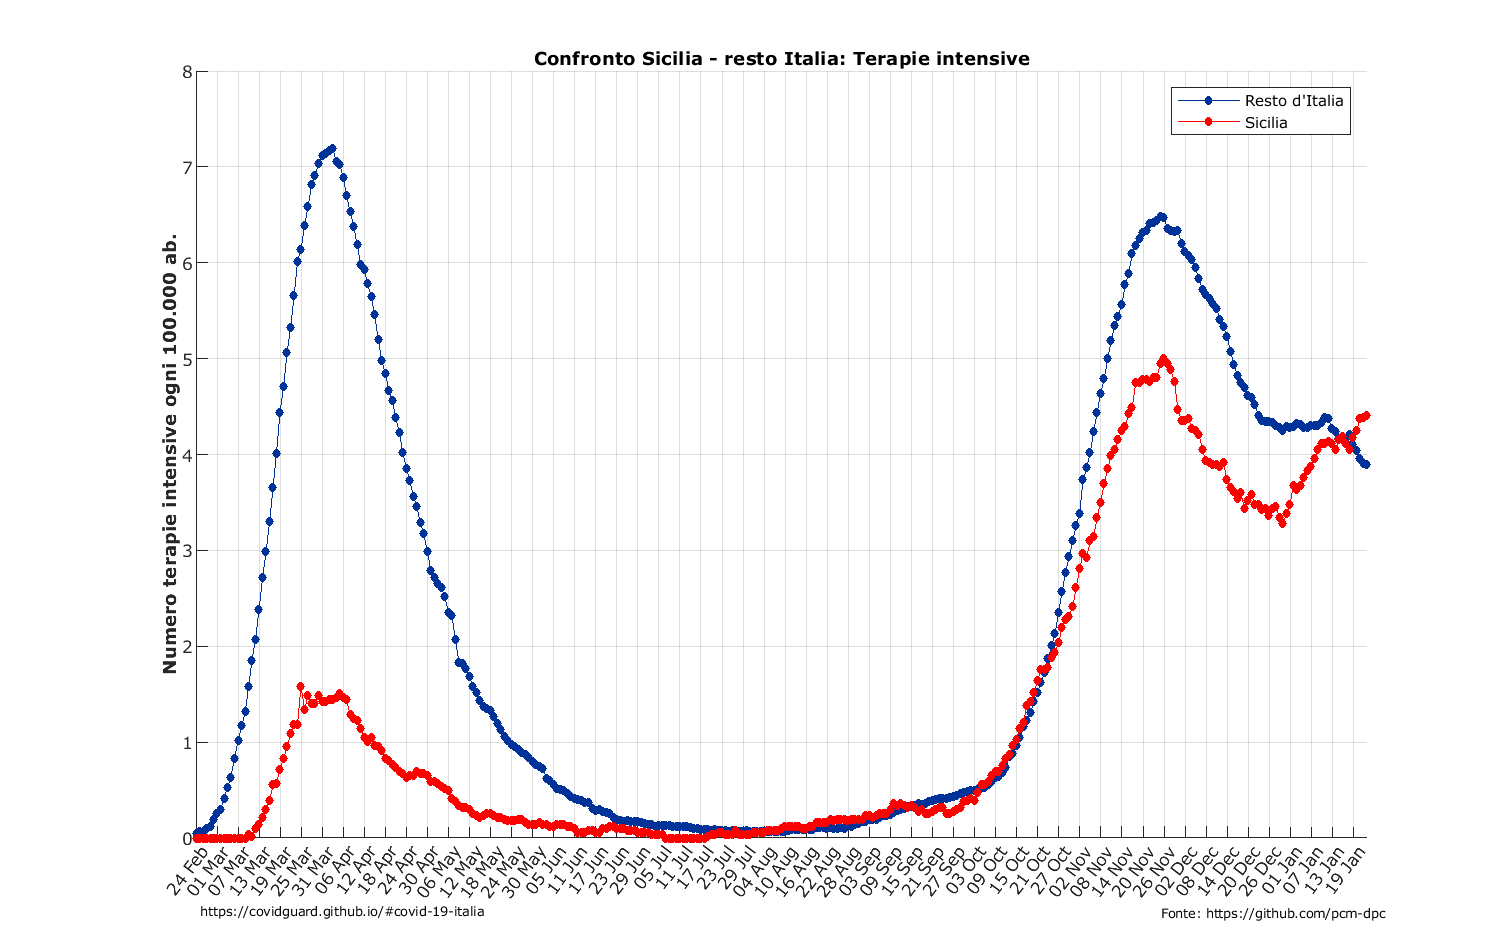 Confronto Sicilia - resto Italia: Terapie intensive
Resto d'Italia
Sicilia
Numero terapie intensive ogni 100.000 ab.
8
7
6
5
4
3
2
1
0
24 Feb
01 Mar
07 Mar
13 Mar
19 Mar
25 Mar
31 Mar
06 Apr
12 Apr
18 Apr
24 Apr
30 Apr
06 May
12 May
18 May
24 May
30 May
05 Jun
11 Jun
17 Jun
23 Jun
29 Jun
05 Jul
11 Jul
17 Jul
23 Jul
29 Jul
04 Aug
10 Aug
16 Aug
22 Aug
28 Aug
03 Sep
09 Sep
15 Sep
21 Sep
27 Sep
03 Oct
09 Oct
15 Oct
21 Oct
27 Oct
02 Nov
08 Nov
14 Nov
20 Nov
26 Nov
02 Dec
08 Dec
14 Dec
20 Dec
26 Dec
01 Jan
07 Jan
13 Jan
19 Jan
https://covidguard.github.io/#covid-19-italia
Fonte: https://github.com/pcm-dpc